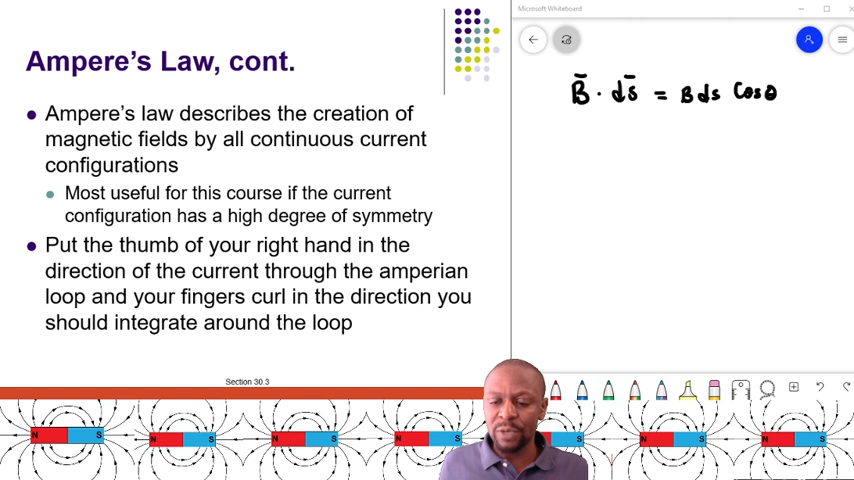 Microsoft Whiteboard
Ampere's Law, cont.
B̄ · ds̄ = B ds Cosθ
Ampere's law describes the creation of
magnetic fields by all continuous current
configurations
Most useful for this course if the current
configuration has a high degree of symmetry
Put the thumb of your right hand in the
direction of the current through the amperian
loop and your fingers curl in the direction you
should integrate around the loop
Section 30.3
N S
N S
N S
N S
S
N S
N S